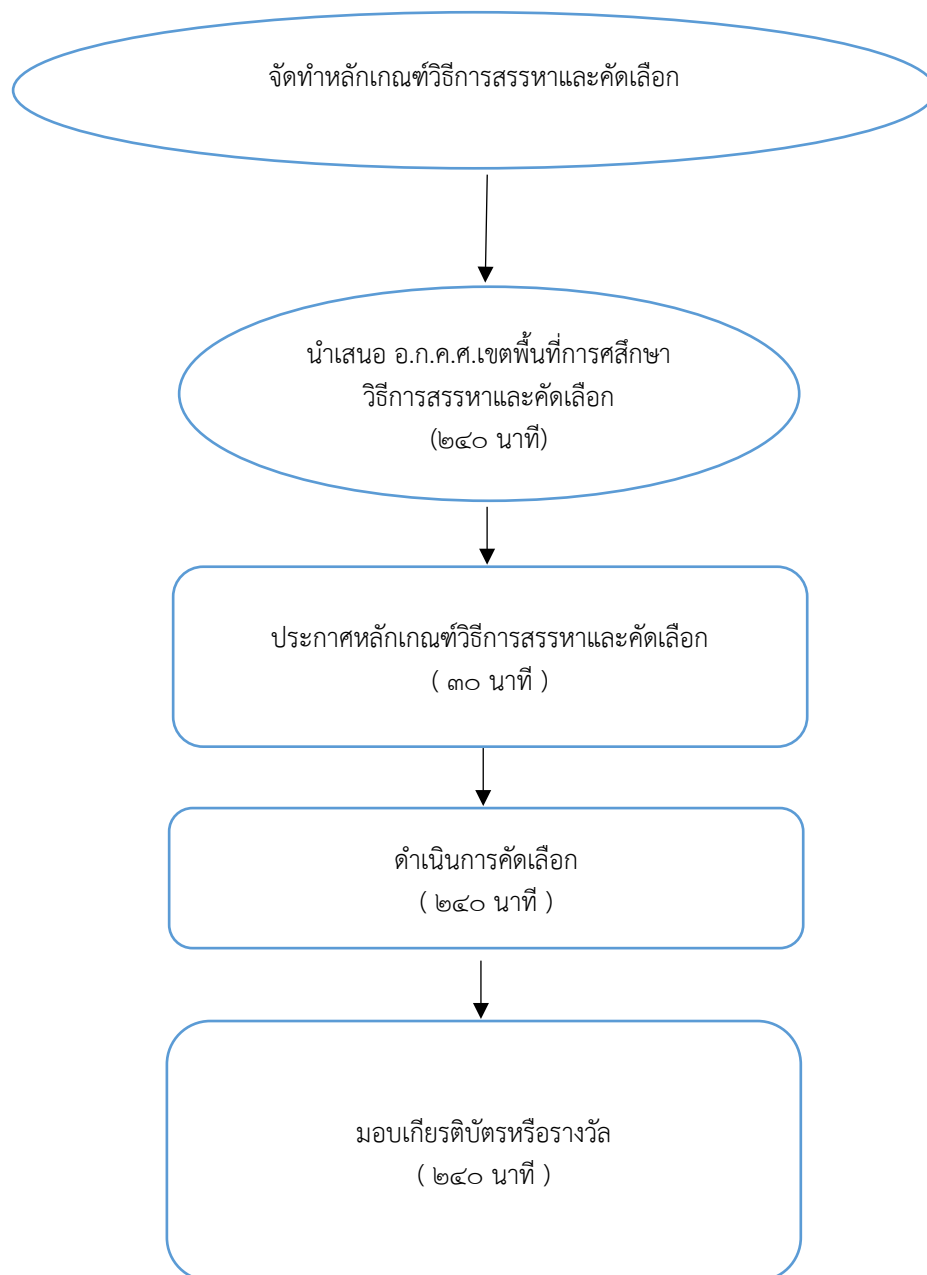 จัดทำหลักเกณฑ์วิธีการสรรหาและคัดเลือก
นำเสนอ อ.ก.ค.ศ.เขตพื้นที่การศสึกษา
วิธีการสรรหาและคัดเลือก
(๒๔๐ นาที)
ประกาศหลักเกณฑ์วิธีการสรรหาและคัดเลือก
( ๓๐ นาที )
ดำเนินการคัดเลือก
( ๒๔๐ นาที )
มอบเกียรติบัตรหรือรางวัล
( ๒๔๐ นาที )